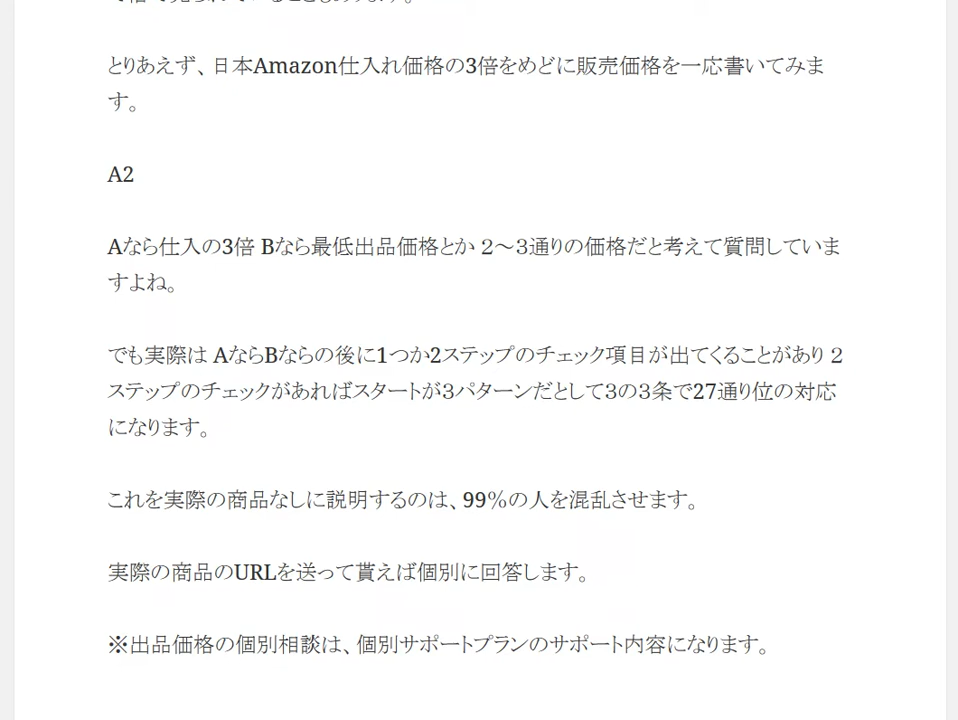 とりあえず、日本Amazon仕入れ価格の3倍をめどに販売価格を一応書いてみま
す。
A2
Aなら仕入の3倍 Bなら最低出品価格とか２～３通りの価格だと考えて質問していま
すよね。
でも実際は AならBならの後に1つか2ステップのチェック項目が出てくることがあり２
ステップのチェックがあればスタートが３パターンだとして３の３条で27通り位の対応
になります。
これを実際の商品なしに説明するのは、99％の人を混乱させます。
実際の商品のURLを送って貰えば個別に回答します。
※出品価格の個別相談は、個別サポートプランのサポート内容になります。